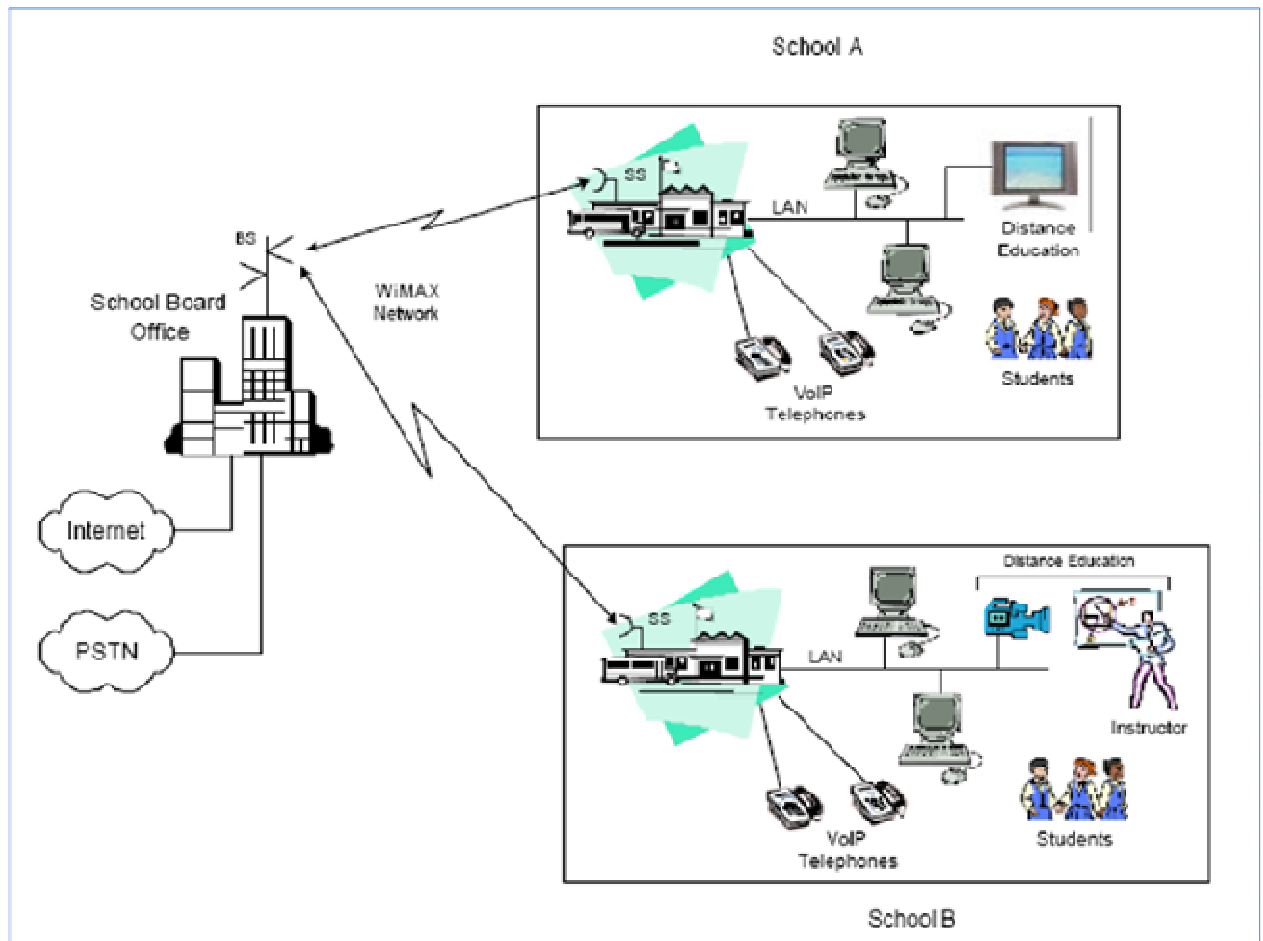 School A
SS
LAN
Distance
Education
BS
WiMAX
Network
School Board
Office
Students
VoIP
Telephones
Internet
Distance Education
SS
PSTN
LAN
Instructor
Students
VoIP
Telephones
School B